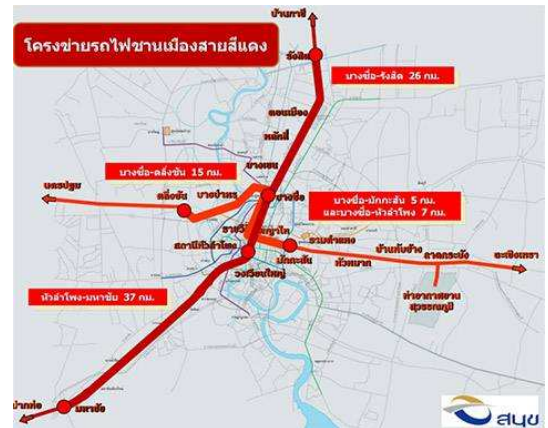 โครงข่ายรถไฟชานเมืองสายสีแดง
บ้านภาชี
รังสิต
บางซื่อ-รังสิต 26 กม.
ดอนเมือง
หลักสี่
บางเขน
บางซื่อ-ตลิ่งชัน 15 กม.
นครปฐม
ตลิ่งชัน
บางบำหรุ
บางซื่อ
บางซื่อ-มักกะสัน 5 กม.
และบางซื่อ-หัวลำโพง 7 กม.
พญาไท
สถานีหัวลำโพง
รามคำแหง
บ้านทับช้าง
ลาดกระบัง
ฉะเชิงเทรา
วงเวียนใหญ่
มักกะสัน
หัวหมาก
ท่าอากาศยาน
สุวรรณภูมิ
หัวลำโพง-มหาชัย 37 กม.
ปากท่อ
มหาชัย
สนข